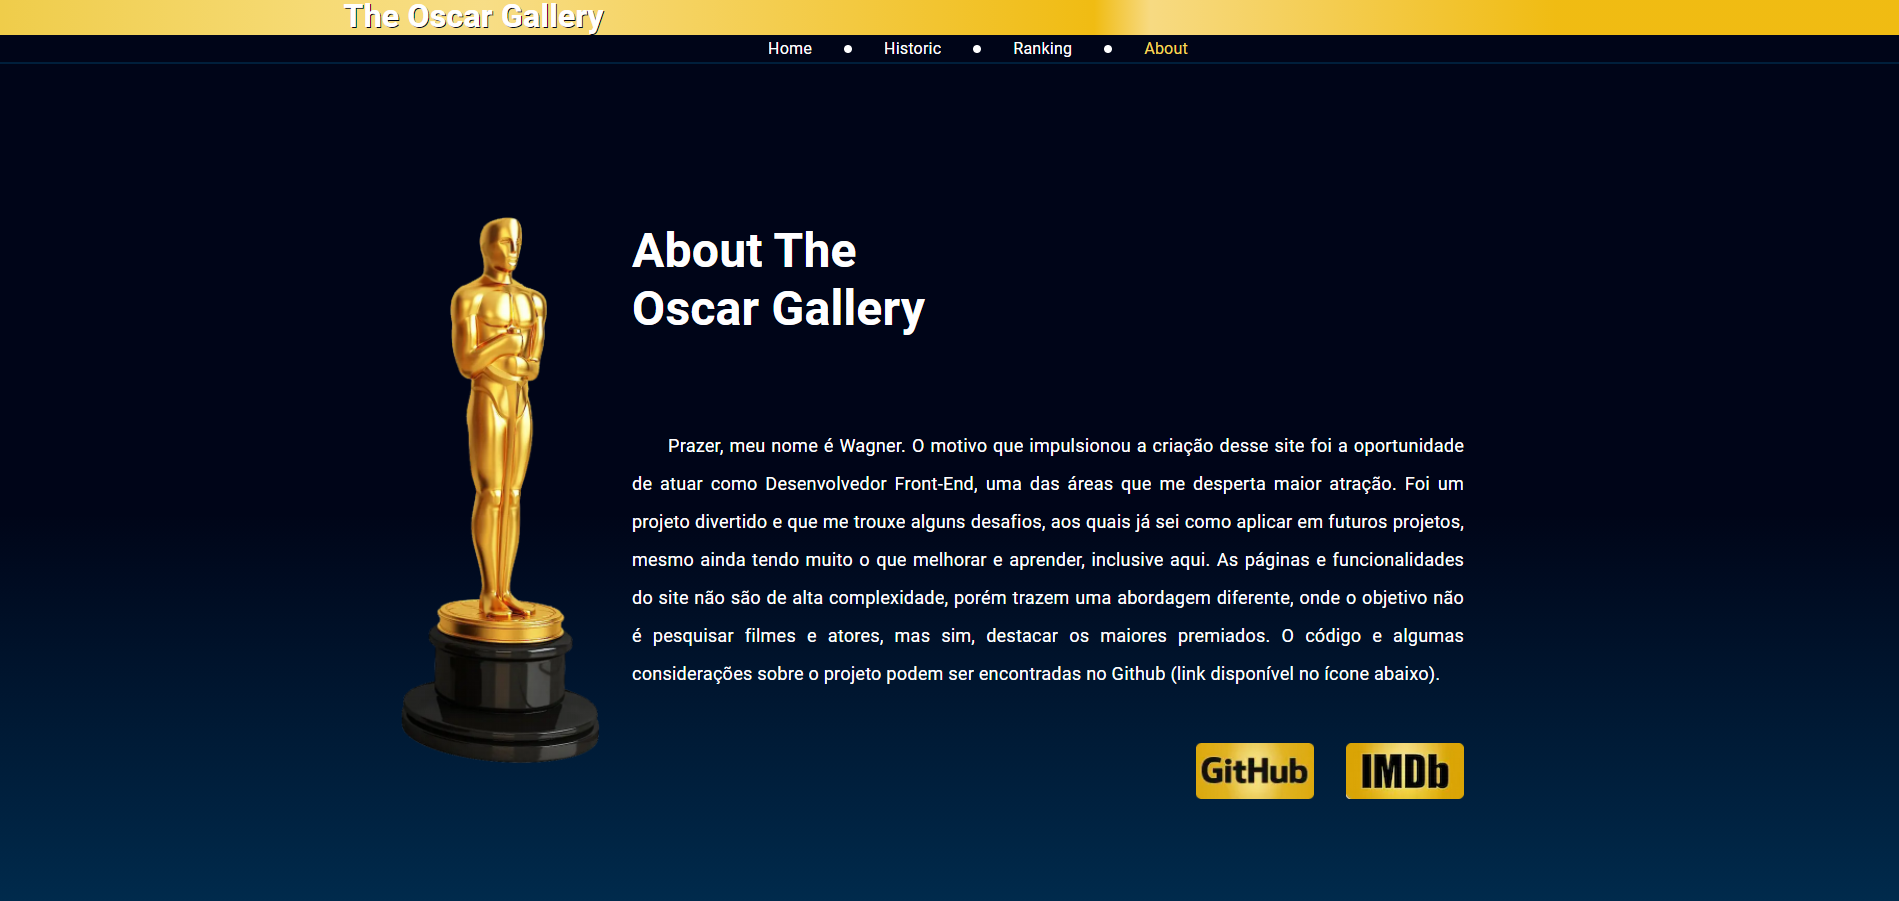 The Oscar Gallery
Home
Historic
Ranking
About
About The
Oscar Gallery
Prazer, meu nome é Wagner. O motivo que impulsionou a criação desse site foi a oportunidade
de atuar como Desenvolvedor Front-End, uma das áreas que me desperta maior atração. Foi um
projeto divertido e que me trouxe alguns desafios, aos quais já sei como aplicar em futuros projetos,
mesmo ainda tendo muito o que melhorar e aprender, inclusive aqui. As páginas e funcionalidades
do site não são de alta complexidade, porém trazem uma abordagem diferente, onde o objetivo não
é pesquisar filmes e atores, mas sim, destacar os maiores premiados. O código e algumas
considerações sobre o projeto podem ser encontradas no Github (link disponível no ícone abaixo).
GitHub
IMDb